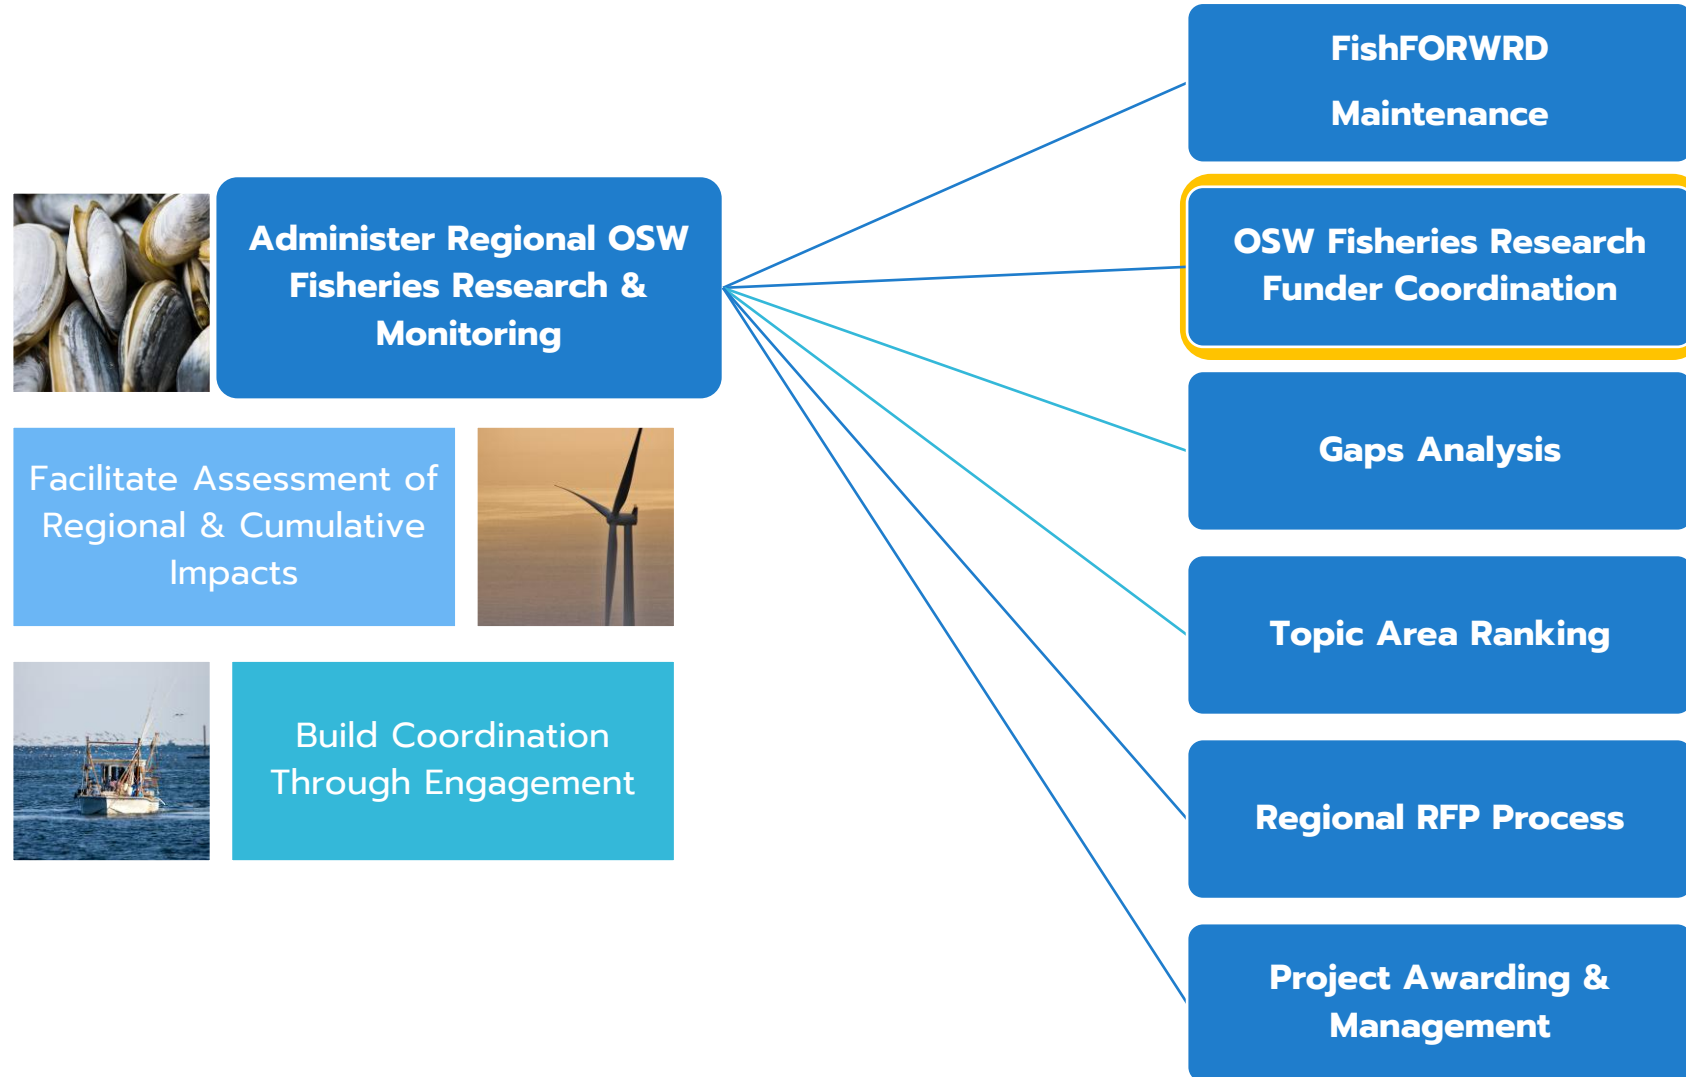 Administer Regional OSW
Fisheries Research &
Monitoring
Facilitate Assessment of
Regional & Cumulative
Impacts
Build Coordination
Through Engagement
FishFORWRD
Maintenance
OSW Fisheries Research
Funder Coordination
Gaps Analysis
Topic Area Ranking
Regional RFP Process
Project Awarding &
Management